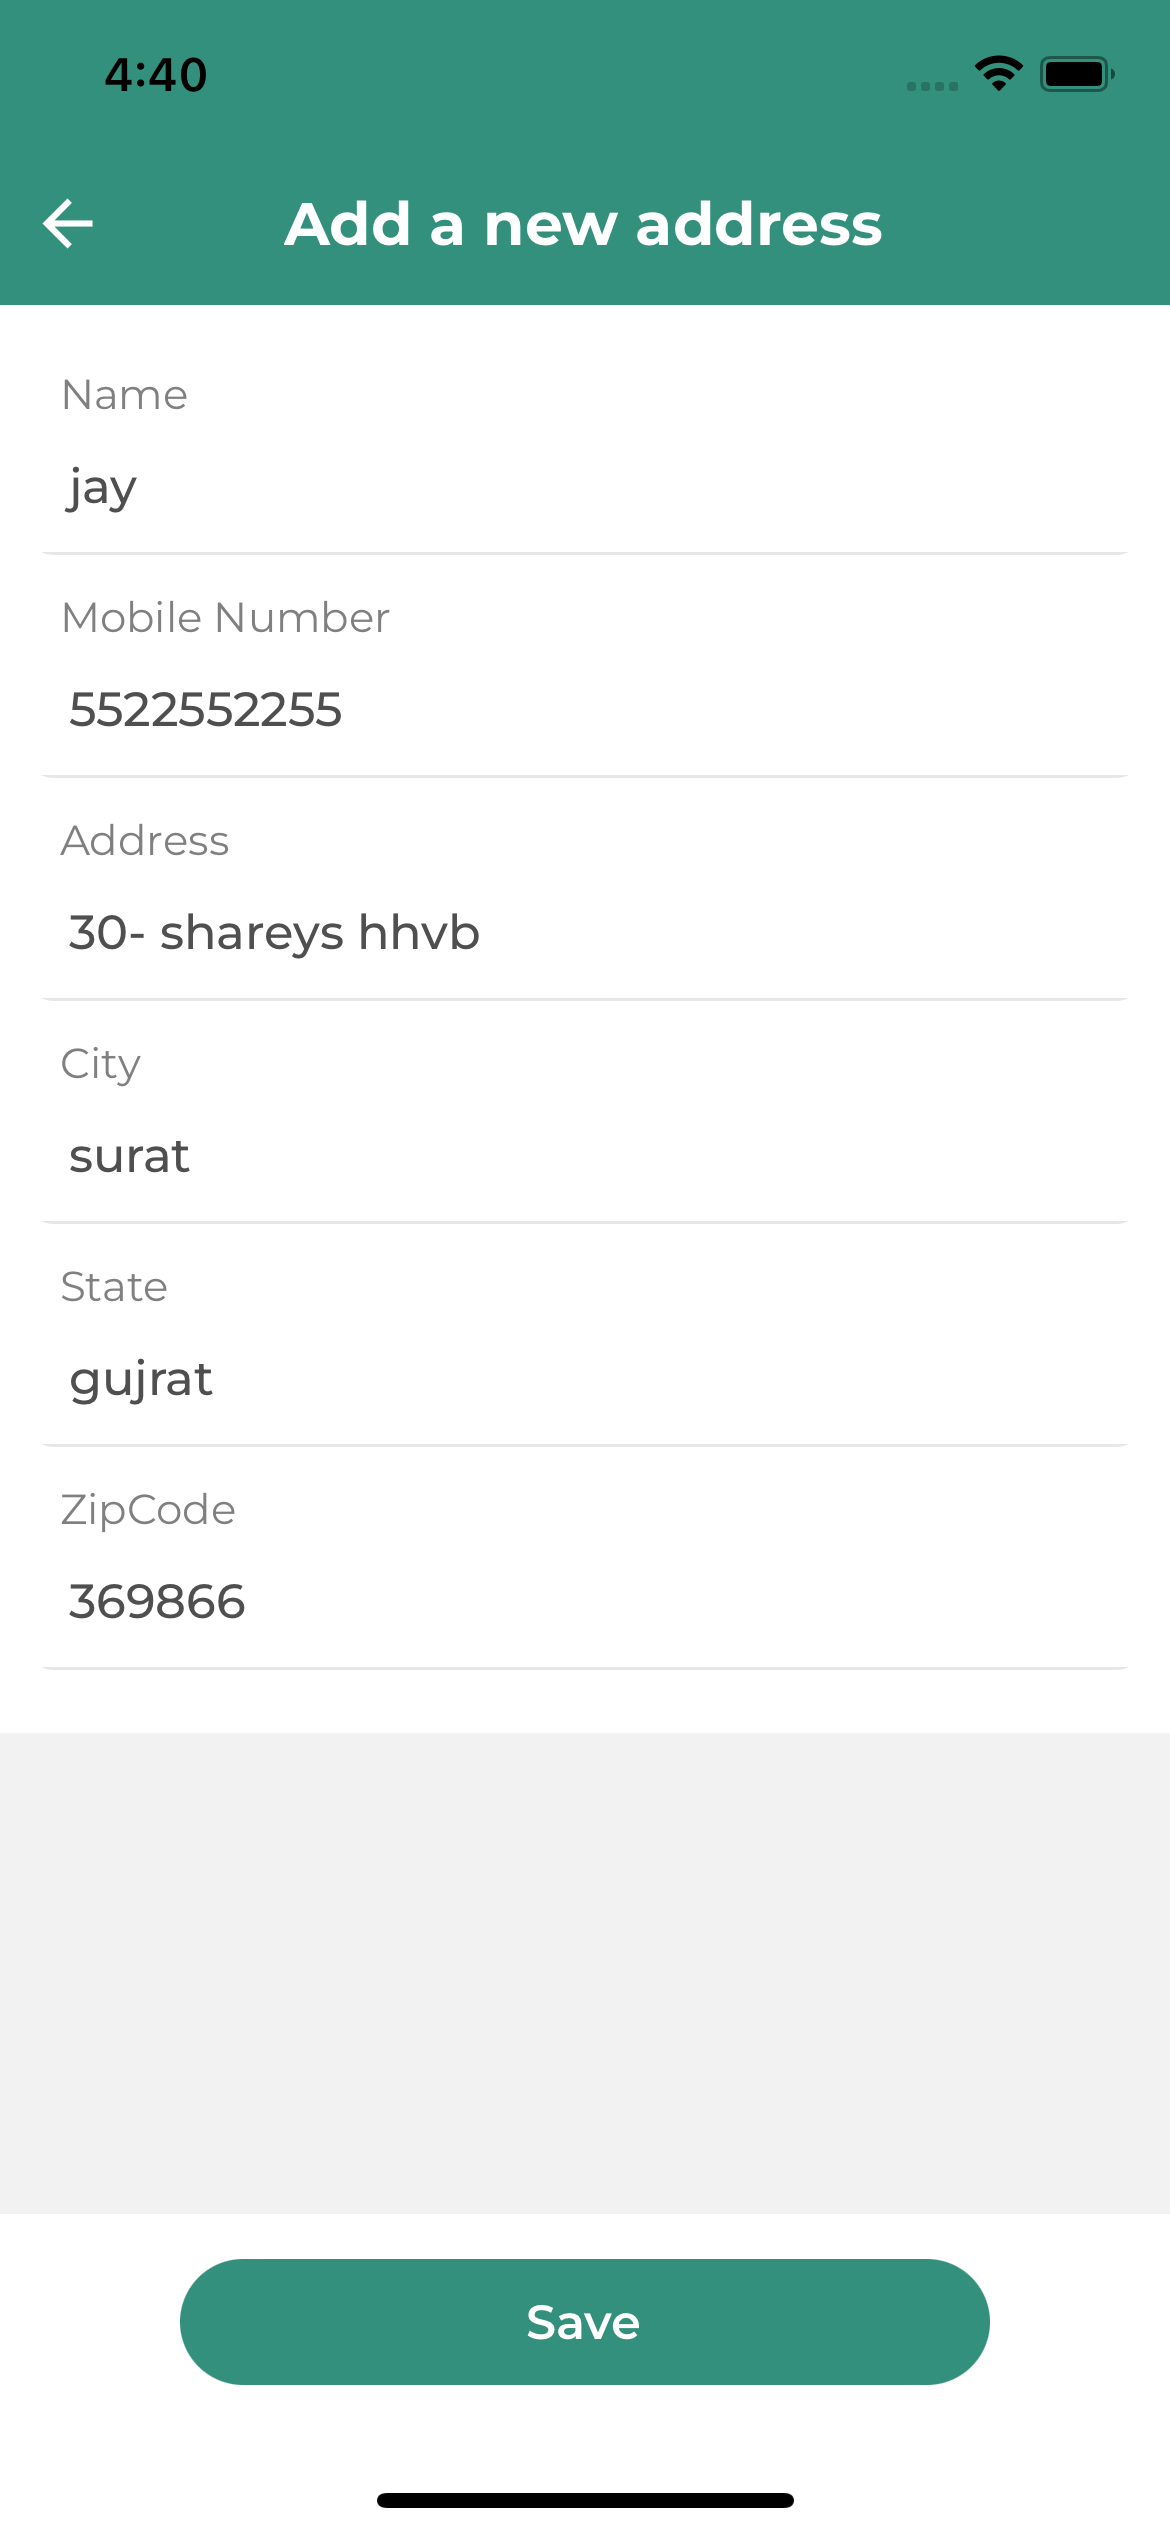 4:40
Add a new address
Name
jay
Mobile Number
5522552255
Address
30- shareys hhvb
City
surat
State
gujrat
ZipCode
369866
Save